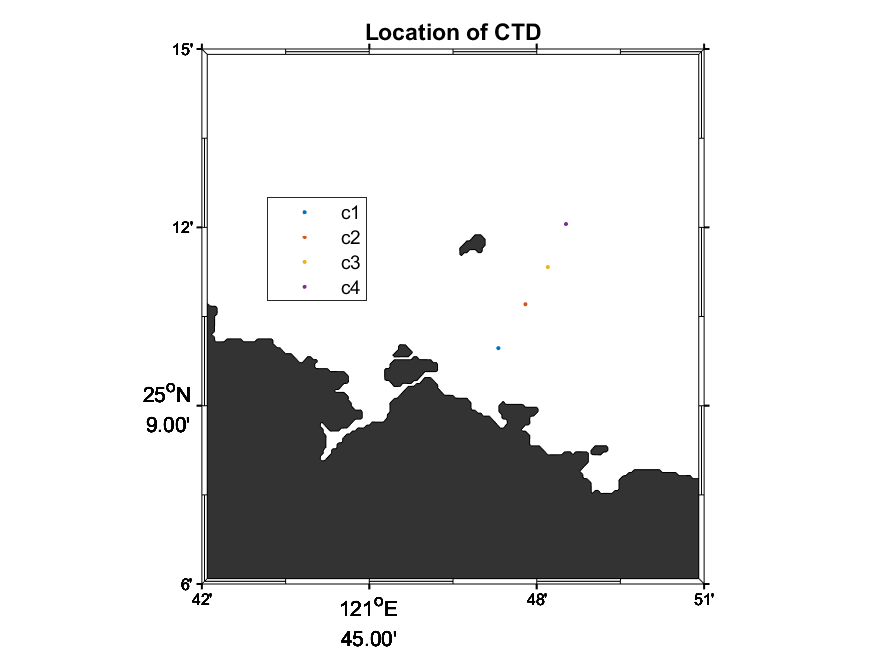 Location of CTD
15'
12'
c1
c2
c3
c4
25°N
9.00'
6'
42'
121°E
45.00'
48'
51'